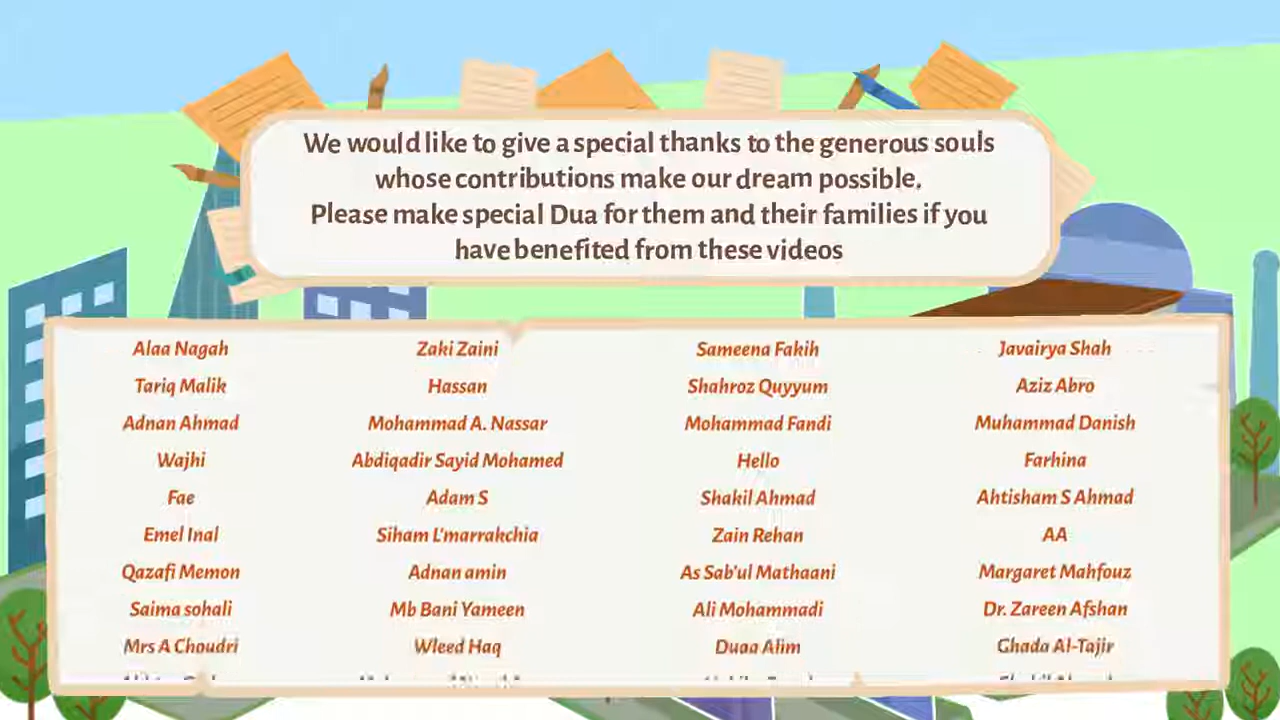 We would like to give a special thanks to the generous souls
whose contributions make our dream possible.
Please make special Dua for them and their families if you
have benefited from these videos
Alaa Nagah Zaki Zaini Sameena Fakih Javairya Shah
Tariq Malik Hassan Shahroz Quyyum Aziz Abro
Adnan Ahmad Mohammad A. Nassar Mohammad Fandi Muhammad Danish
Wajhi Abdiqadir Sayid Mohamed Hello Farhina
Fae Adam S Shakil Ahmad Ahtisham S Ahmad
Emel Inal Siham L'marrakchia Zain Rehan AA
Qazafi Memon Adnan amin As Sab'ul Mathaani Margaret Mahfouz
Saima sohali Mb Bani Yameen Ali Mohammadi Dr. Zareen Afshan
Mrs A Choudri Wleed Haq Duaa Alim Ghada Al-Tajir